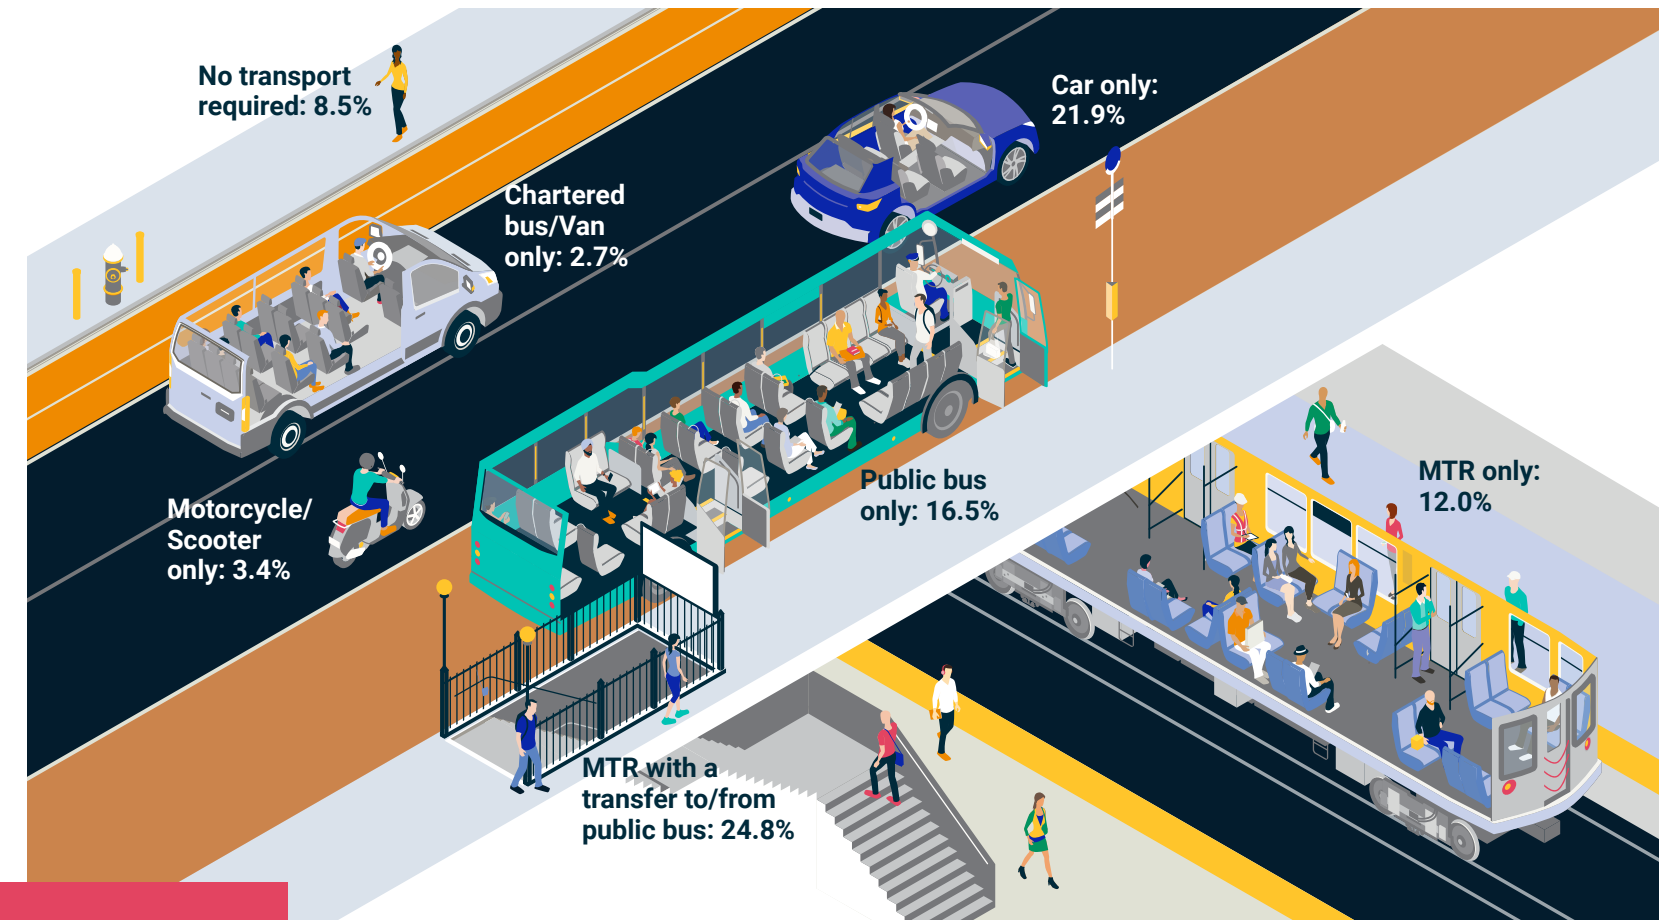 No transport
required: 8.5%
Car only:
21.9%
Chartered
bus/Van
only: 2.7%
Motorcycle/
Scooter
only: 3.4%
Public bus
only: 16.5%
MTR only:
12.0%
MTR with a
transfer to/from
public bus: 24.8%